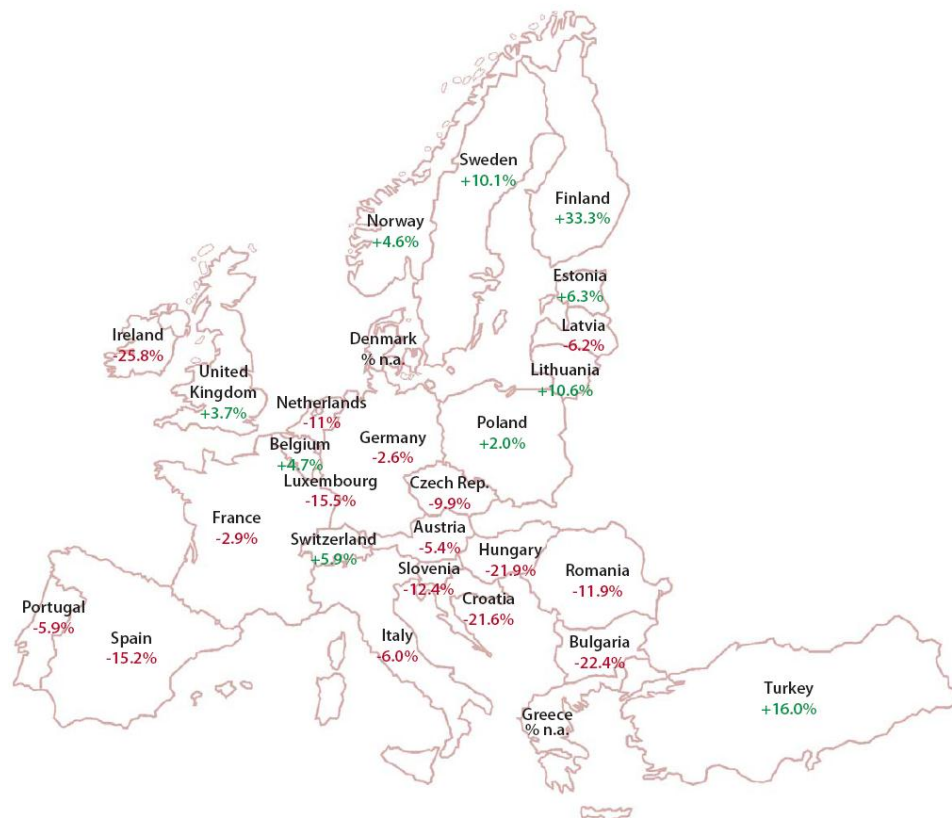 Sweden
+10.1%
Finland
+33.3%
Norway
+4.6%
Estonia
+6.3%
Latvia
-6.2%
Ireland
-25.8%
Denmark
% n.a.
Lithuania
+10.6%
United
Kingdom
+3.7%
Netherlands
-11%
Poland
+2.0%
Germany
-2.6%
Belgium
+4.7%
Luxembourg
-15.5%
Czech Rep.
-9.9%
France
-2.9%
Austria
-5.4%
Switzerland
+5.9%
Hungary
-21.9%
Slovenia
-12.4%
Romania
-11.9%
Croatia
-21.6%
Portugal
-5.9%
Spain
-15.2%
Italy
-6.0%
Bulgaria
-22.4%
Turkey
+16.0%
Greece
% n.a.